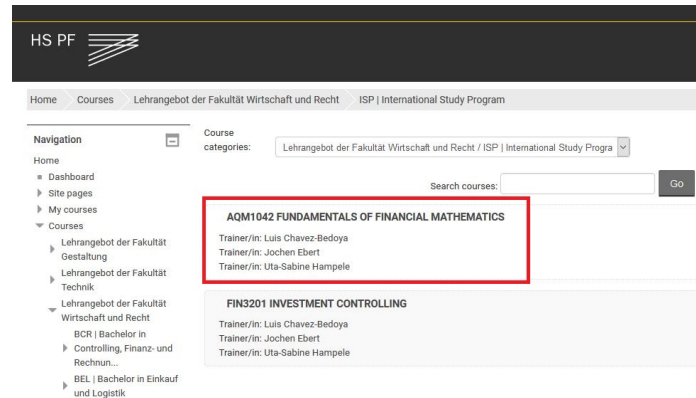 HS PF
Home Courses Lehrangebot der Fakultät Wirtschaft und Recht ISP | International Study Program
Navigation
Home
Dashboard
Site pages
My courses
Courses
Lehrangebot der Fakultät
Gestaltung
Lehrangebot der Fakultät
Technik
Lehrangebot der Fakultät
Wirtschaft und Recht
BCR | Bachelor in
Controlling, Finanz- und
Rechnun...
BEL | Bachelor in Einkauf
und Logistik
Course
categories:
Lehrangebot der Fakultät Wirtschaft und Recht / ISP | International Study Progra
Search courses:
Go
AQM1042 FUNDAMENTALS OF FINANCIAL MATHEMATICS
Trainer/in: Luis Chavez-Bedoya
Trainer/in: Jochen Ebert
Trainer/in: Uta-Sabine Hampele
FIN3201 INVESTMENT CONTROLLING
Trainer/in: Luis Chavez-Bedoya
Trainer/in: Jochen Ebert
Trainer/in: Uta-Sabine Hampele